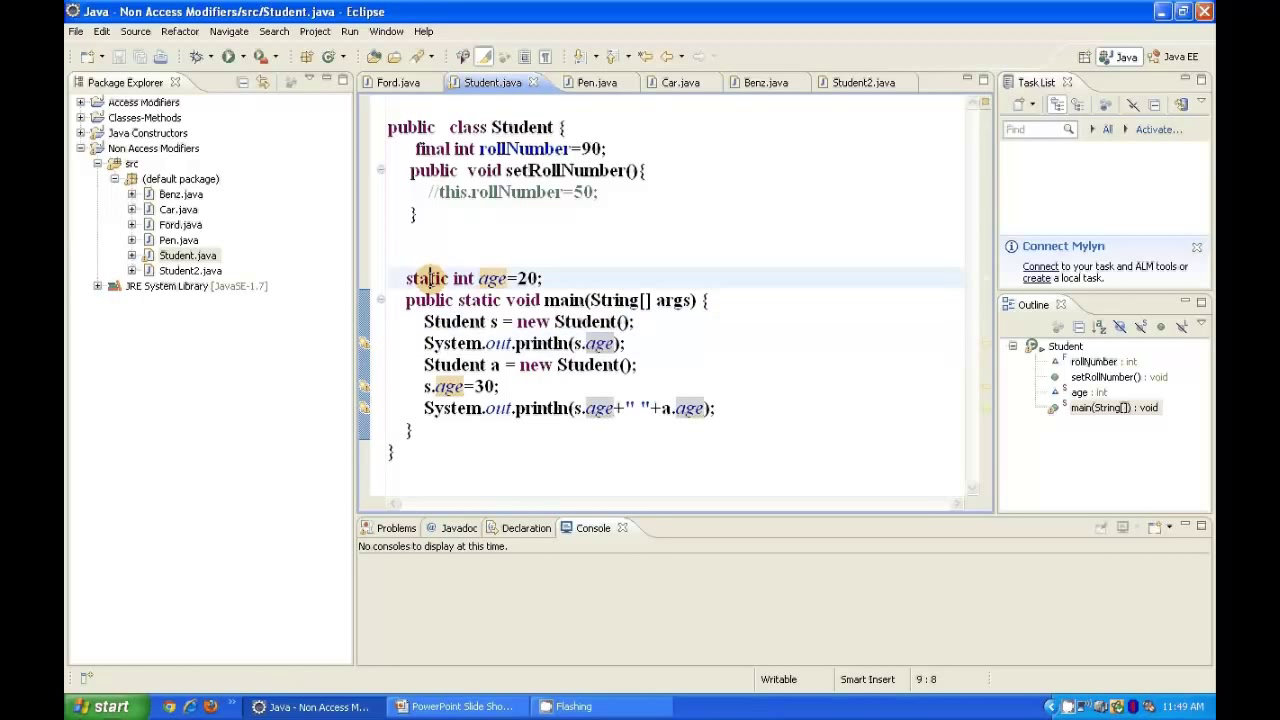 Java - Non Access Modifiers/src/Student.java - Eclipse
File Edit Source Refactor Navigate Search Project Run Window Help
Java Java EE
Package Explorer
Access Modifiers
Classes-Methods
Java Constructors
Non Access Modifiers
src
(default package)
Benz.java
Car.java
Ford.java
Pen.java
Student.java
Student2.java
JRE System Library [JavaSE-1.7]
Ford.java Student.java Pen.java Car.java Benz.java Student2.java
public class Student {
final int rollNumber=90;
public void setRollNumber(){
//this.rollNumber=50;
}
static int age=20;
public static void main(String[] args) {
Student s = new Student();
System.out.println(s.age);
Student a = new Student();
s.age=30;
System.out.println(s.age+" "+a.age);
}
}
Task List
Find All Activate...
Connect Mylyn
Connect to your task and ALM tools or
create a local task.
Outline
Student
rollNumber : int
setRollNumber() : void
age : int
main(String[]) : void
Problems @ Javadoc Declaration Console
No consoles to display at this time.
Writable Smart Insert 9 : 8
start Java - Non Access M... PowerPoint Slide Sho... Flashing 11:49 AM